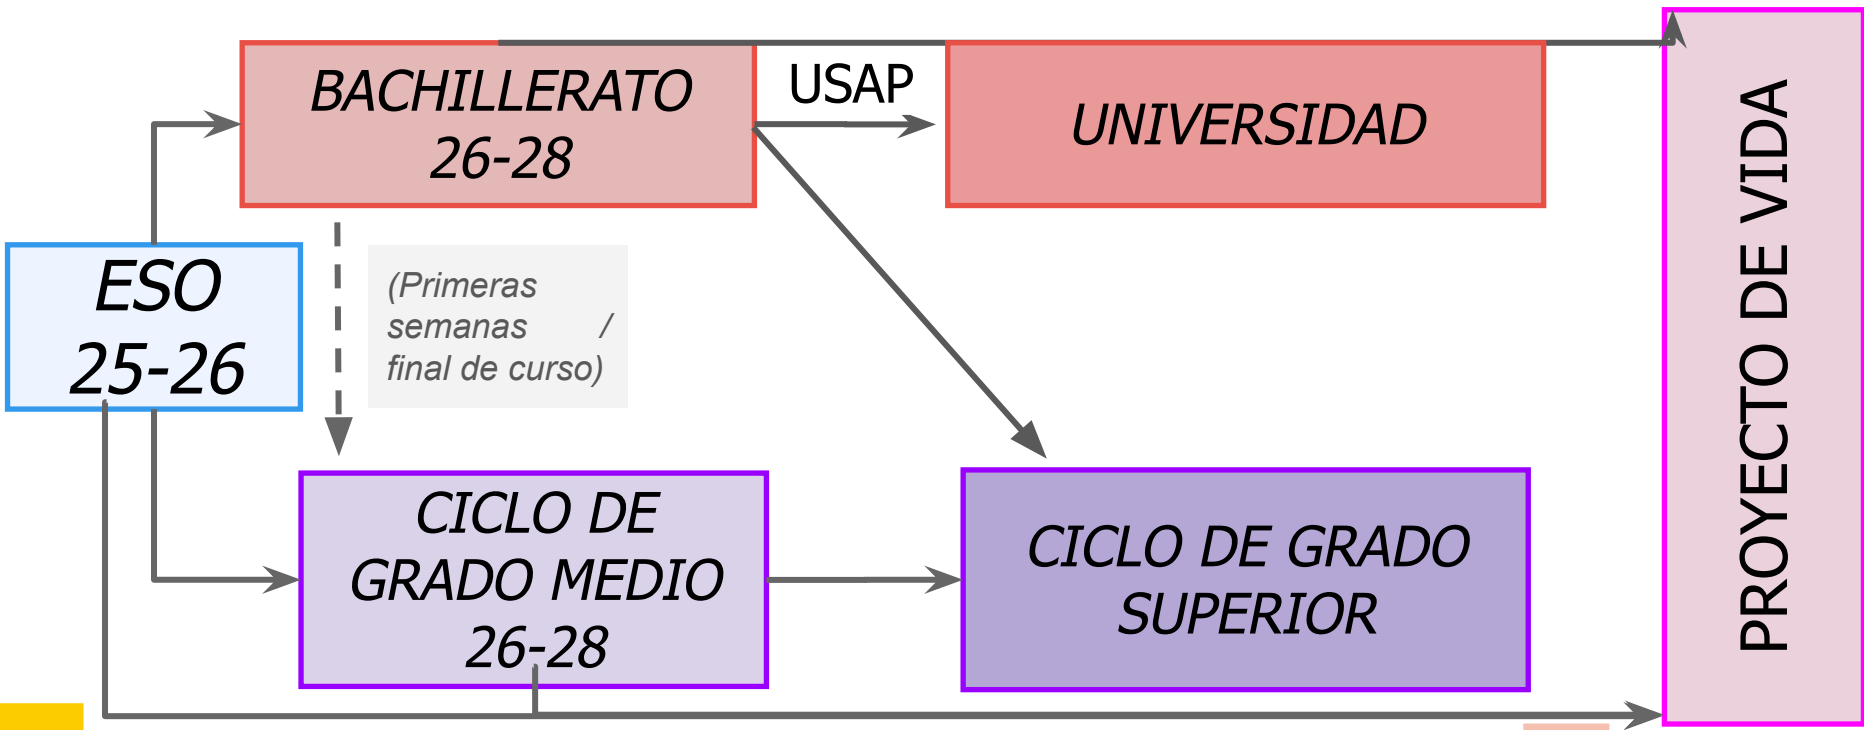 BACHILLERATO
26-28
USAP
UNIVERSIDAD
ESO
25-26
(Primeras
semanas /
final de curso)
CICLO DE
GRADO MEDIO
26-28
CICLO DE GRADO
SUPERIOR
PROYECTO DE VIDA